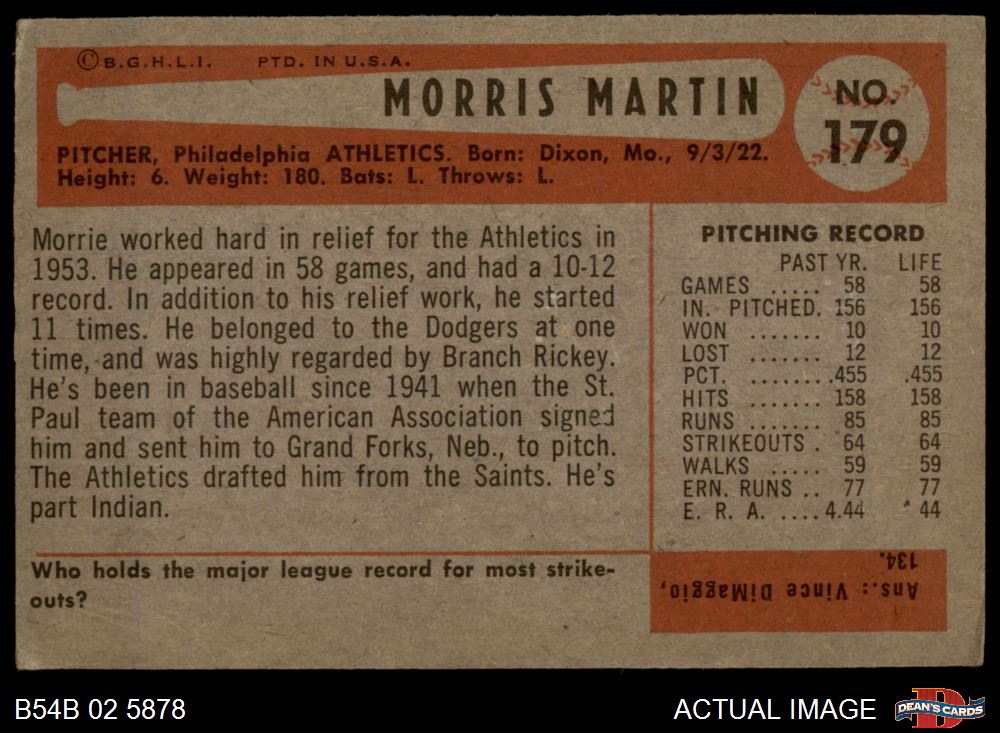 ©B.G.H.L.I. PTD. IN U.S.A.
MORRIS MARTIN
NO.
179
PITCHER, Philadelphia ATHLETICS. Born: Dixon, Mo., 9/3/22.
Height: 6. Weight: 180. Bats: L. Throws: L.
Morrie worked hard in relief for the Athletics in
1953. He appeared in 58 games, and had a 10-12
record. In addition to his relief work, he started
11 times. He belonged to the Dodgers at one
time, and was highly regarded by Branch Rickey.
He's been in baseball since 1941 when the St.
Paul team of the American Association signed
him and sent him to Grand Forks, Neb., to pitch.
The Athletics drafted him from the Saints. He's
part Indian.
PITCHING RECORD
PAST YR. LIFE
GAMES ..... 58 58
IN. PITCHED. 156 156
WON ....... 10 10
LOST ....... 12 12
PCT. ........ .455 .455
HITS ....... 158 158
RUNS ....... 85 85
STRIKEOUTS . 64 64
WALKS ..... 59 59
ERN. RUNS .. 77 77
E. R. A. .... 4.44 44
Who holds the major league record for most strike-
outs?
Ans.: Vince DiMaggio,
134.
B54B 02 5878
ACTUAL IMAGE
D
DEAN'S CARDS